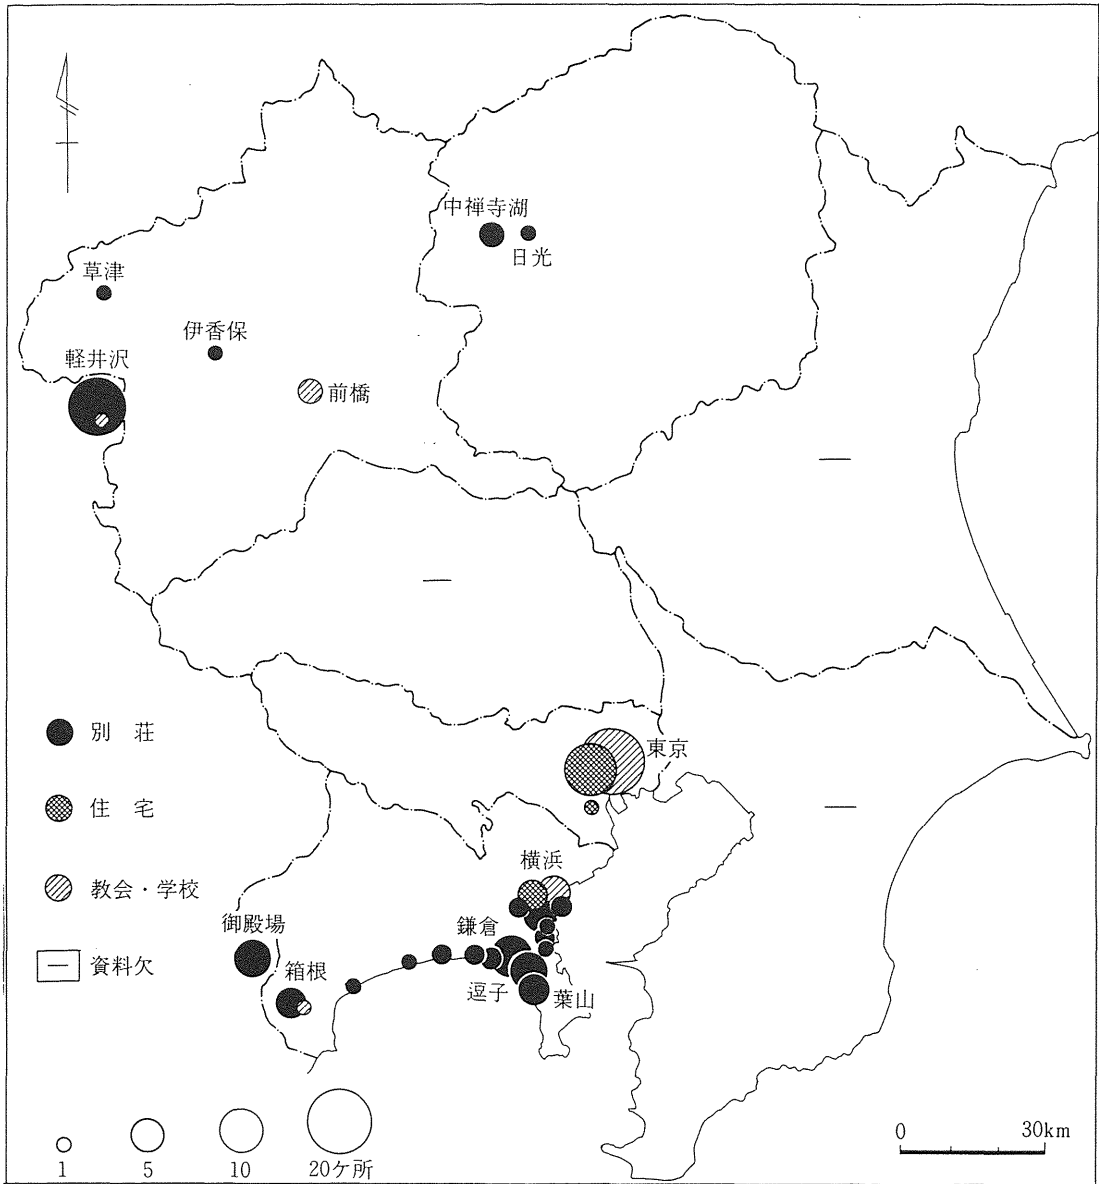 中禅寺湖
日光
草津
伊香保
軽井沢
前橋
東京
横浜
御殿場
鎌倉
箱根
逗子
葉山
別 荘
住 宅
教会・学校
資料欠
1 5 10 20ケ所
0 30km